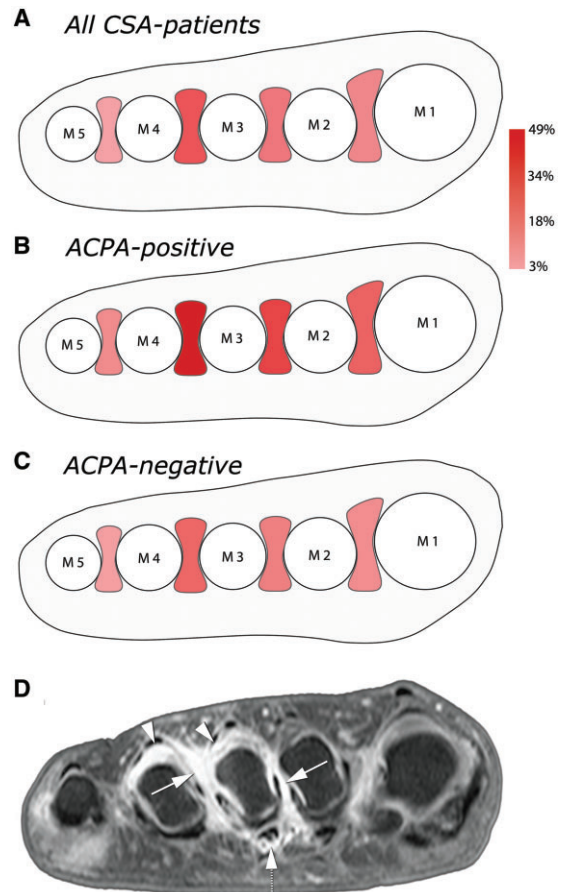 A All CSA-patients
M 5 M 4 M 3 M 2 M 1
49%
34%
18%
3%
B ACPA-positive
M 5 M 4 M 3 M 2 M 1
C ACPA-negative
M 5 M 4 M 3 M 2 M 1
D